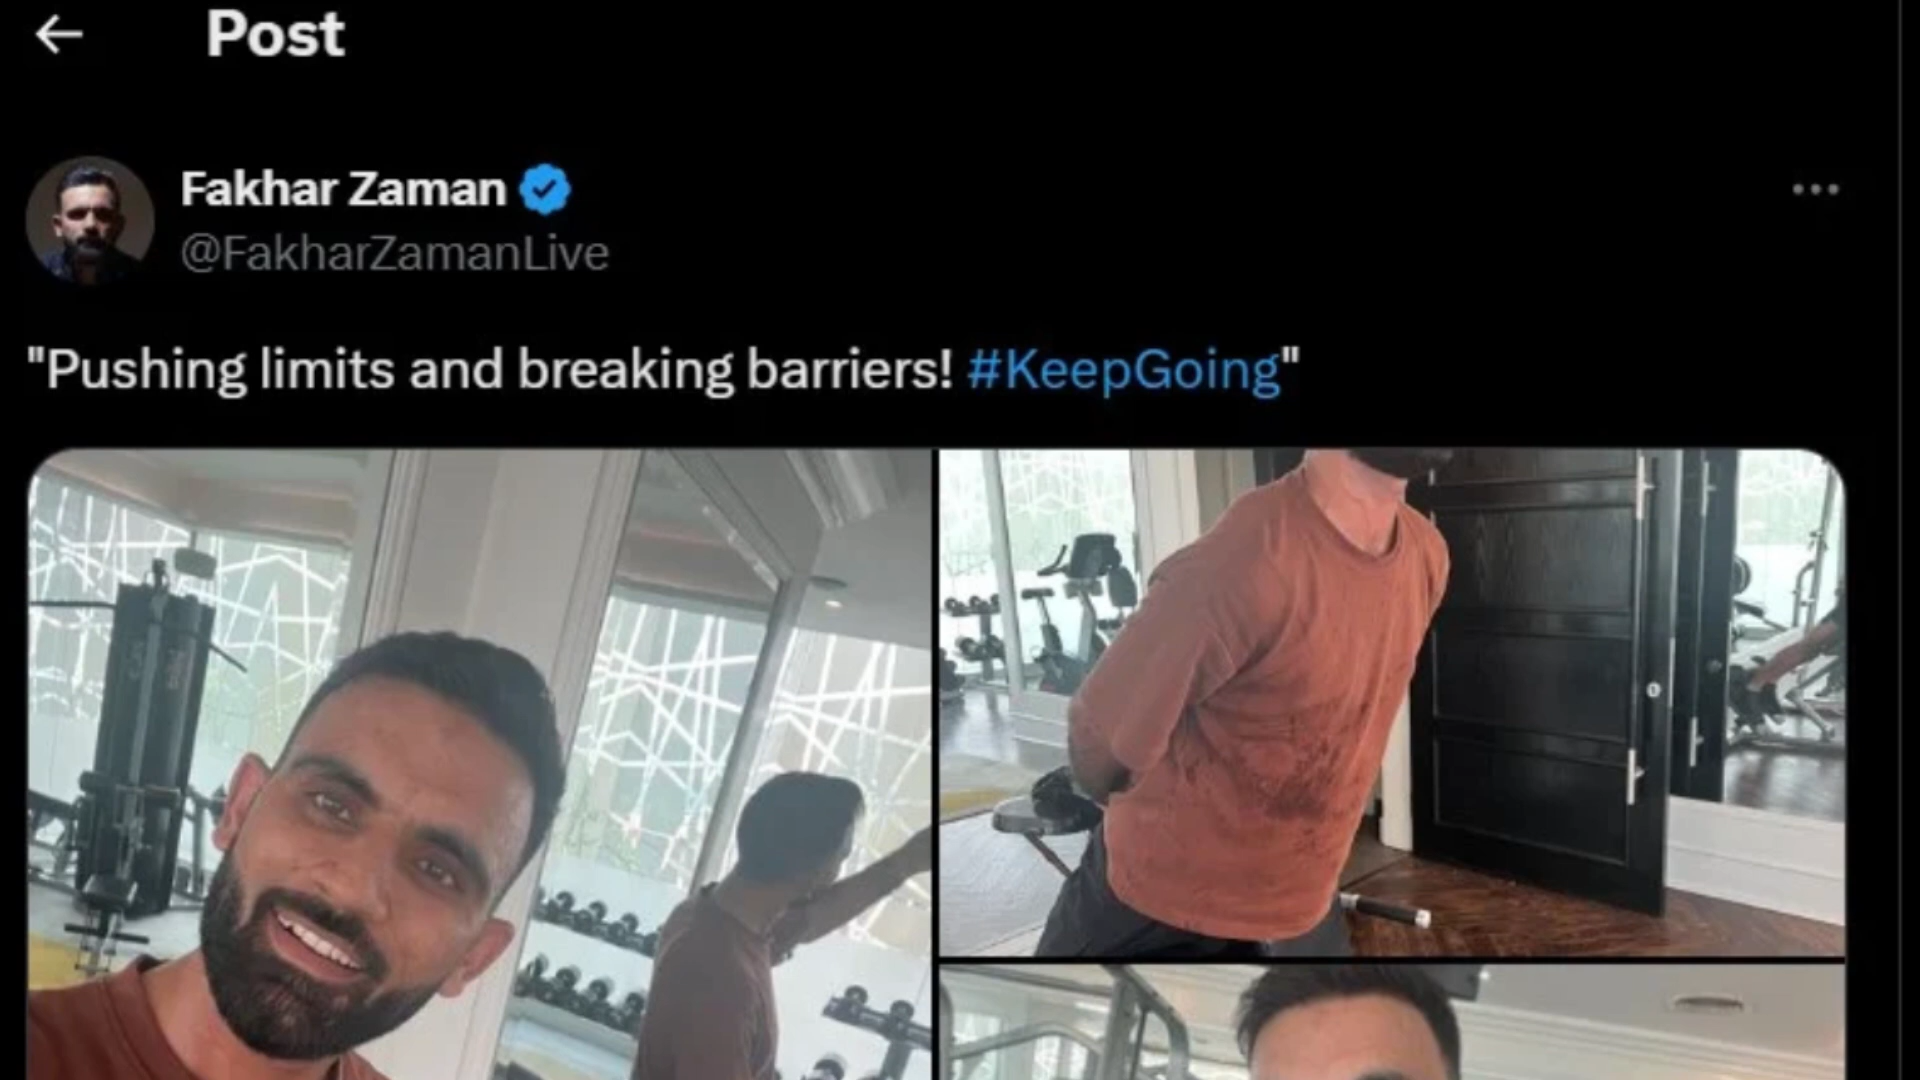 Post
Fakhar Zaman
@FakharZamanLive
"Pushing limits and breaking barriers! #KeepGoing"